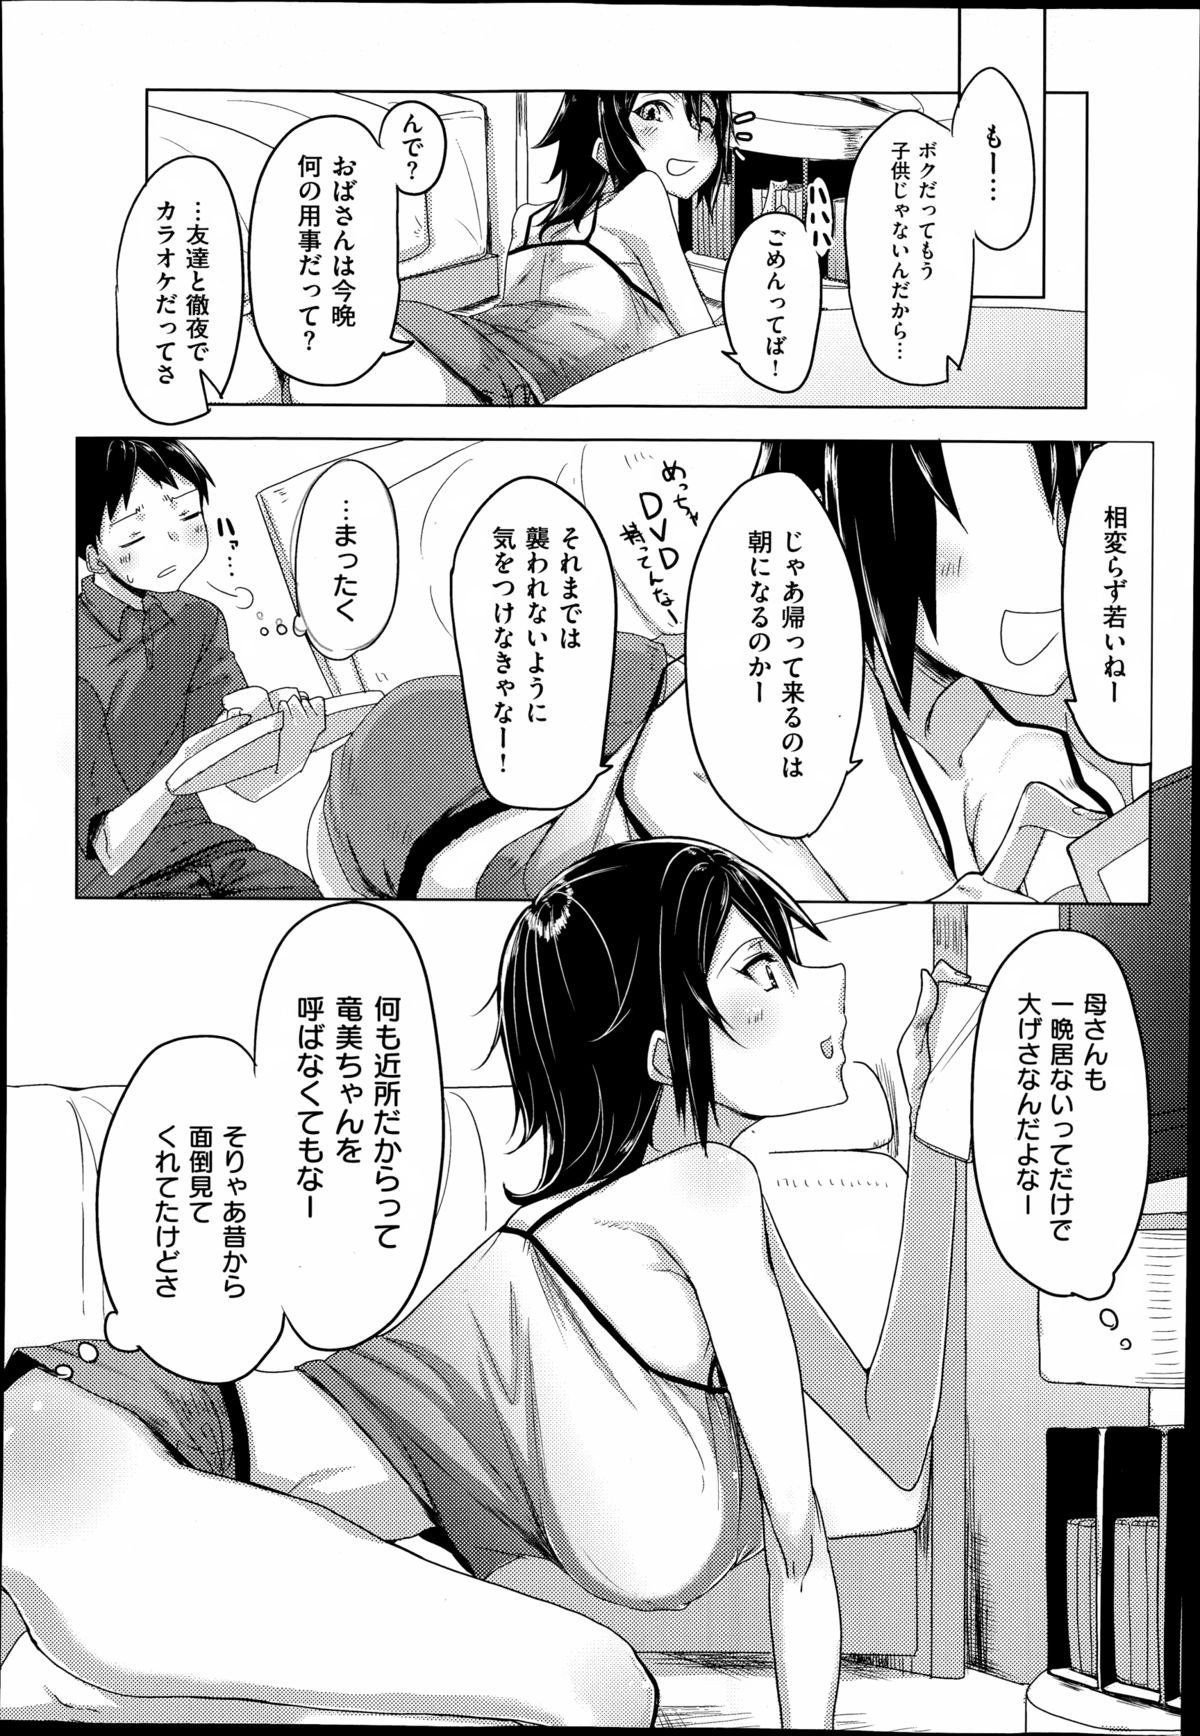 もー…
ボクだってもう
子供じゃないんだから…
いいい
ごめんってば！
んで？
おばさんは今晩
何の用事だって？
…友達と徹夜で
カラオケだってさ
相変らず若いねー
じゃあ帰って来るのは
朝になるのかー
めっちゃ
DVD
持ってんなー
それまでは
襲われないように
気をつけなきゃなー！
…まったく
ハァ…
母さんも
一晩居ないってだけで
大げさなんだよなー
何も近所だからって
竜美ちゃんを
呼ばなくてもなー
そりゃあ昔から
面倒見て
くれてたけどさ